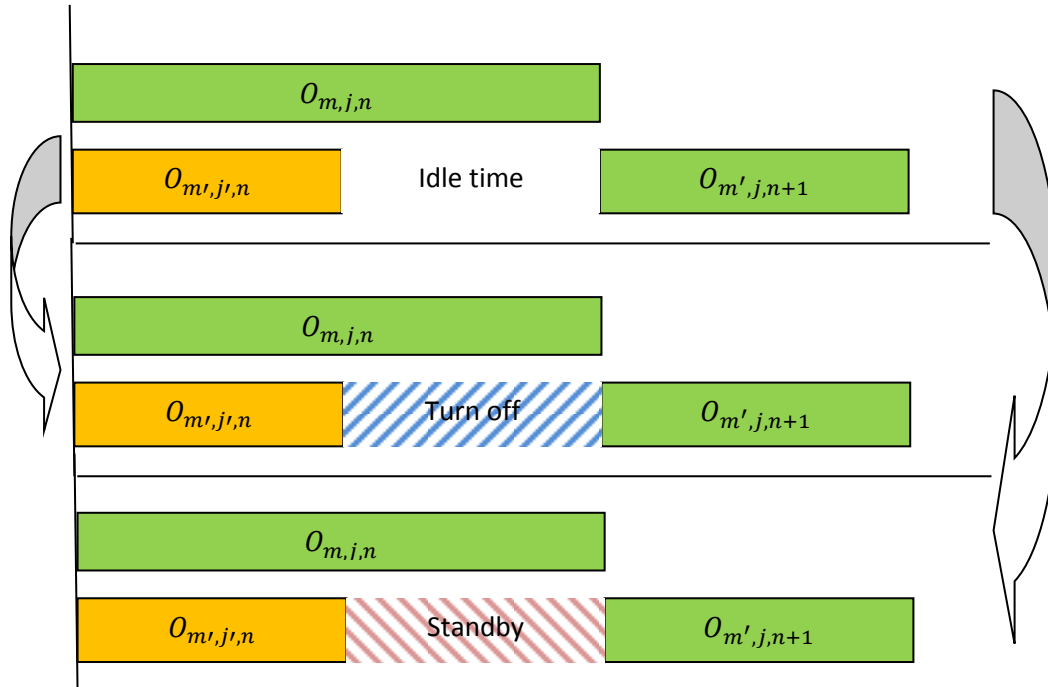 O_{m,j,n}
O_{m′,j′,n} Idle time O_{m′,j,n+1}
O_{m,j,n}
O_{m′,j′,n} Turn off O_{m′,j,n+1}
O_{m,j,n}
O_{m′,j′,n} Standby O_{m′,j,n+1}